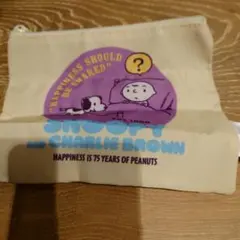 "HAPPINESS SHOULD
BE SHARED"
?
SNOOPY
AND CHARLIE BROWN
HAPPINESS IS 75 YEARS OF PEANUTS